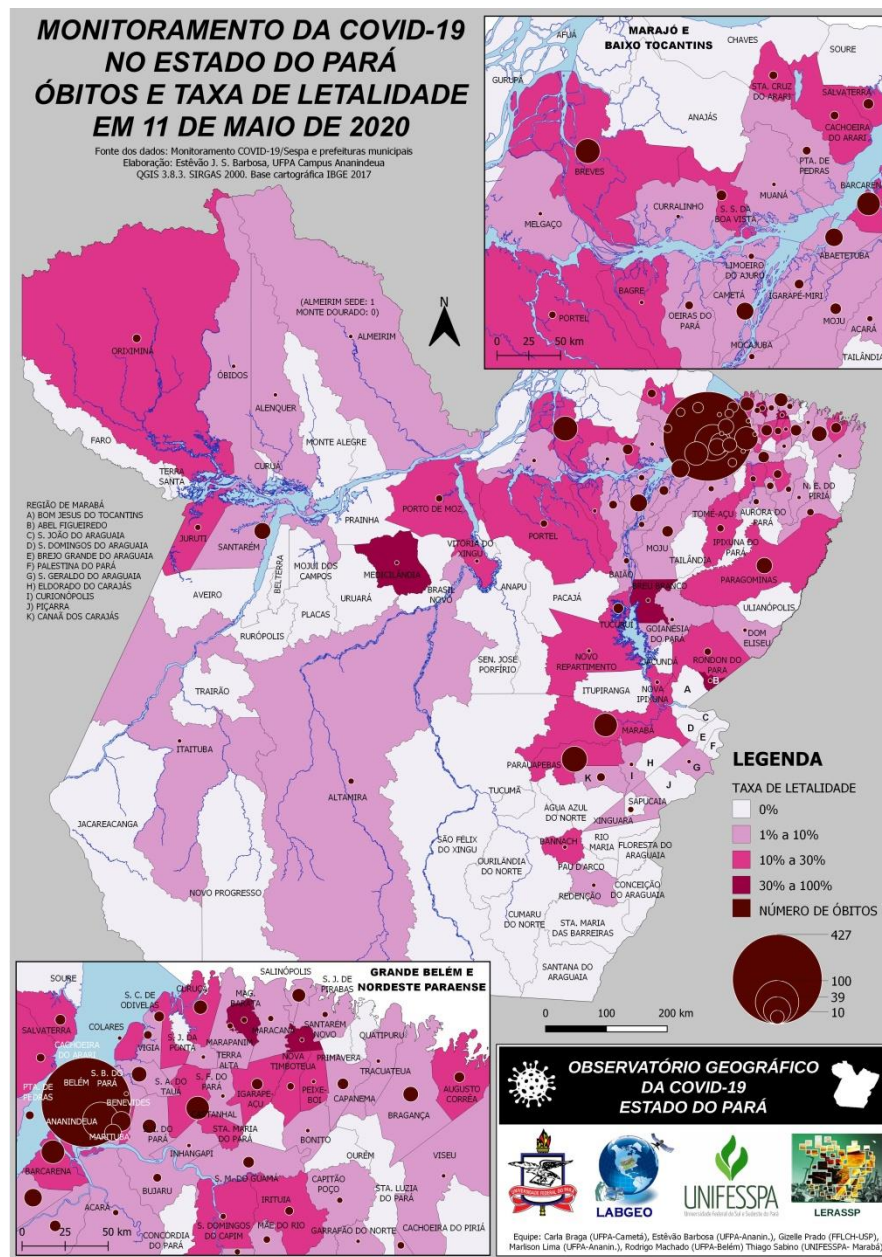 MONITORAMENTO DA COVID-19
NO ESTADO DO PARÁ
ÓBITOS E TAXA DE LETALIDADE
EM 11 DE MAIO DE 2020
Fonte dos dados: Monitoramento COVID-19/Sespa e prefeituras municipais
Elaboração: Estêvão J. S. Barbosa, UFPA Campus Ananindeua
QGIS 3.8.3. SIRGAS 2000. Base cartográfica IBGE 2017
MARAJÓ E
BAIXO TOCANTINS
AFUÁ
CHAVES
SOURE
GURUPÁ
ANAJÁS
STA. CRUZ
DO ARARI
SALVATERRA
CACHOEIRA
DO ARARI
BREVES
PTA. DE
PEDRAS
MELGAÇO
CURRALINHO
S. S. DA
BOA VISTA
MUANÁ
BARCARENA
ABAETETUBA
LIMOEIRO
DO AJURU
BAGRE
PORTEL
OEIRAS DO
PARÁ
CAMETÁ
IGARAPÉ-MIRI
MOJU
ACARÁ
MOCAJUBA
TAILÂNDIA
0 25 50 km
(ALMEIRIM SEDE: 1
MONTE DOURADO: 0)
N
ALMEIRIM
ORIXIMINÁ
ÓBIDOS
ALENQUER
MONTE ALEGRE
FARO
TERRA
SANTA
CURUÁ
PRAINHA
PORTO DE MOZ
JURUTI
SANTARÉM
BELTERRA
MOJUÍ DOS
CAMPOS
MEDICILÂNDIA
VITÓRIA DO
XINGU
PORTEL
MOJU
TAILÂNDIA
TOMÉ-AÇU
IPIXUNA DO
PARÁ
AURORA DO
PARÁ
N. E. DO
PIRIÁ
PARAGOMINAS
ULIANÓPOLIS
DOM
ELISEU
BAIÃO
BREU BRANCO
TUCURUÍ
GOIANÉSIA
DO PARÁ
RONDON DO
PARÁ
AVEIRO
PLACAS
URUARÁ
BRASIL
NOVO
ANAPU
PACAJÁ
RURÓPOLIS
SEN. JOSÉ
PORFÍRIO
NOVO
REPARTIMENTO
JACUNDÁ
NOVA
IPIXUNA
ITUPIRANGA
TRAIRÃO
ITAITUBA
JACAREACANGA
ALTAMIRA
NOVO PROGRESSO
MARABÁ
PARAUAPEBAS
A
B
C
D
E
F
G
H
I
J
K
TUCUMÃ
ÁGUA AZUL
DO NORTE
SAPUCAIA
XINGUARA
SÃO FÉLIX
DO XINGU
OURILÂNDIA
DO NORTE
BANNACH
RIO
MARIA
FLORESTA DO
ARAGUAIA
PAU D'ARCO
REDENÇÃO
CONCEIÇÃO
DO ARAGUAIA
CUMARU
DO NORTE
STA. MARIA
DAS BARREIRAS
SANTANA DO
ARAGUAIA
REGIÃO DE MARABÁ
A) BOM JESUS DO TOCANTINS
B) ABEL FIGUEIREDO
C) S. JOÃO DO ARAGUAIA
D) S. DOMINGOS DO ARAGUAIA
E) BREJO GRANDE DO ARAGUAIA
F) PALESTINA DO PARÁ
G) S. GERALDO DO ARAGUAIA
H) ELDORADO DO CARAJÁS
I) CURIONÓPOLIS
J) PIÇARRA
K) CANAÃ DOS CARAJÁS
LEGENDA
TAXA DE LETALIDADE
0%
1% a 10%
10% a 30%
30% a 100%
NÚMERO DE ÓBITOS
427
100
39
10
0 100 200 km
GRANDE BELÉM E
NORDESTE PARAENSE
SOURE
SALINÓPOLIS
S. C. DE
ODIVELAS
CURUÇÁ
MAG.
BARATA
S. J. DE
PIRABAS
SALVATERRA
COLARES
VIGIA
S. J. DA
PONTA
MARAPANIM
MARACANÃ
SANTARÉM
NOVO
QUATIPURU
CACHOEIRA
DO ARARI
TERRA
ALTA
NOVA
TIMBOTEUA
PRIMAVERA
TRACUATEUA
BELÉM
S. B. DO
PARÁ
BENEVIDES
S. A. DO
TAUÁ
S. F. DO
PARÁ
IGARAPÉ-
AÇU
PEIXE-
BOI
CAPANEMA
AUGUSTO
CORRÊA
PTA. DE
PEDRAS
ANANINDEUA
MARITUBA
BRAGANÇA
STA. MARIA
DO PARÁ
BONITO
INHANGAPI
BARCARENA
OURÉM
VISEU
BUJARU
S. M. DO GUAMÁ
CAPITÃO
POÇO
STA. LUZIA
DO PARÁ
ACARÁ
IRITUIA
S. DOMINGOS
DO CAPIM
MÃE DO RIO
CONCÓRDIA
DO PARÁ
GARRAFÃO DO NORTE
CACHOEIRA DO PIRIÁ
0 25 50 km
OBSERVATÓRIO GEOGRÁFICO
DA COVID-19
ESTADO DO PARÁ
UNIVERSIDADE FEDERAL DO PARÁ
LABGEO
UNIFESSPA
Universidade Federal do Sul e Sudeste do Pará
LERASSP
Equipe: Carla Braga (UFPA-Cametá), Estêvão Barbosa (UFPA-Ananin.), Gizelle Prado (FFLCH-USP),
Marlison Lima (UFPA-Ananin.), Rodrigo Machado (UFPA-Belém) Thiago Sabino (UNIFESSPA- Marabá)